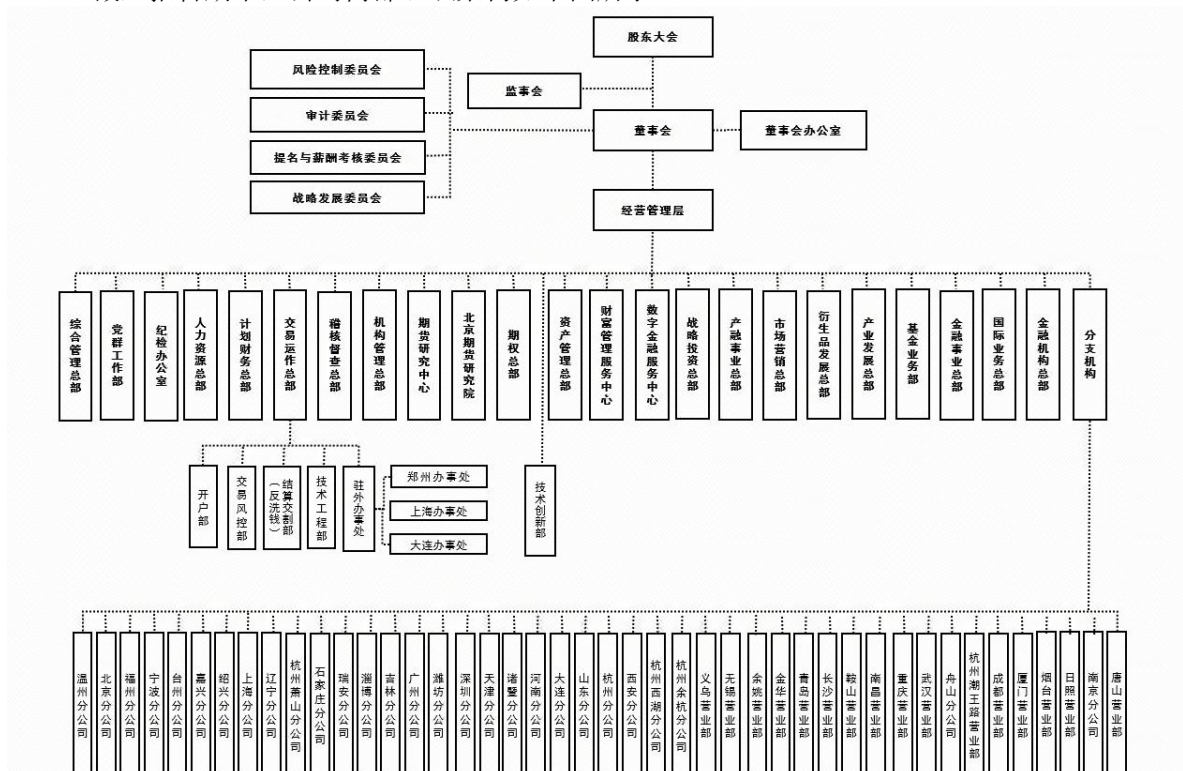 股东大会
风险控制委员会
监事会
审计委员会
董事会
董事会办公室
提名与薪酬考核委员会
战略发展委员会
经营管理层
综合管理总部
党群工作部
纪检办公室
人力资源总部
计划财务总部
交易运作总部
稽核督查总部
机构管理总部
期货研究中心
北京期货研究院
期权总部
资产管理总部
财富管理服务中心
数字金融服务中心
战略投资总部
产融事业总部
市场营销总部
衍生品发展总部
产业发展总部
基金业务部
金融事业总部
国际业务总部
金融机构总部
分支机构
开户部
交易风控部
结算交割部
（反洗钱）
技术工程部
驻外办事处
郑州办事处
上海办事处
大连办事处
技术创新部
温州分公司
北京分公司
福州分公司
宁波分公司
台州分公司
嘉兴分公司
绍兴分公司
上海分公司
辽宁分公司
杭州萧山分公司
石家庄分公司
瑞安分公司
淄博分公司
吉林分公司
广州分公司
潍坊分公司
深圳分公司
天津分公司
诸暨分公司
河南分公司
大连分公司
山东分公司
杭州分公司
西安分公司
杭州西湖分公司
杭州余杭分公司
义乌营业部
无锡营业部
余姚营业部
金华营业部
青岛营业部
长沙营业部
鞍山营业部
南昌营业部
重庆营业部
武汉营业部
舟山分公司
杭州潮王路营业部
成都营业部
厦门营业部
烟台营业部
日照营业部
南京分公司
唐山营业部